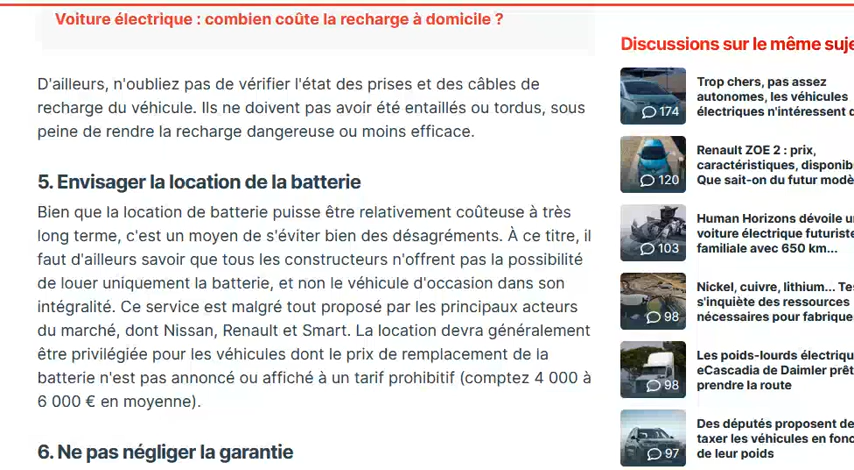 Voiture électrique : combien coûte la recharge à domicile ?
D'ailleurs, n'oubliez pas de vérifier l'état des prises et des câbles de
recharge du véhicule. Ils ne doivent pas avoir été entaillés ou tordus, sous
peine de rendre la recharge dangereuse ou moins efficace.
5. Envisager la location de la batterie
Bien que la location de batterie puisse être relativement coûteuse à très
long terme, c'est un moyen de s'éviter bien des désagréments. À ce titre, il
faut d'ailleurs savoir que tous les constructeurs n'offrent pas la possibilité
de louer uniquement la batterie, et non le véhicule d'occasion dans son
intégralité. Ce service est malgré tout proposé par les principaux acteurs
du marché, dont Nissan, Renault et Smart. La location devra généralement
être privilégiée pour les véhicules dont le prix de remplacement de la
batterie n'est pas annoncé ou affiché à un tarif prohibitif (comptez 4 000 à
6 000 € en moyenne).
6. Ne pas négliger la garantie
Discussions sur le même suje
174
Trop chers, pas assez
autonomes, les véhicules
électriques n'intéressent
120
Renault ZOE 2 : prix,
caractéristiques, disponib
Que sait-on du futur modè
103
Human Horizons dévoile u
voiture électrique futuriste
familiale avec 650 km...
98
Nickel, cuivre, lithium... Te
s'inquiète des ressources
nécessaires pour fabrique
98
Les poids-lourds électriqu
eCascadia de Daimler prêt
prendre la route
97
Des députés proposent de
taxer les véhicules en fonc
de leur poids